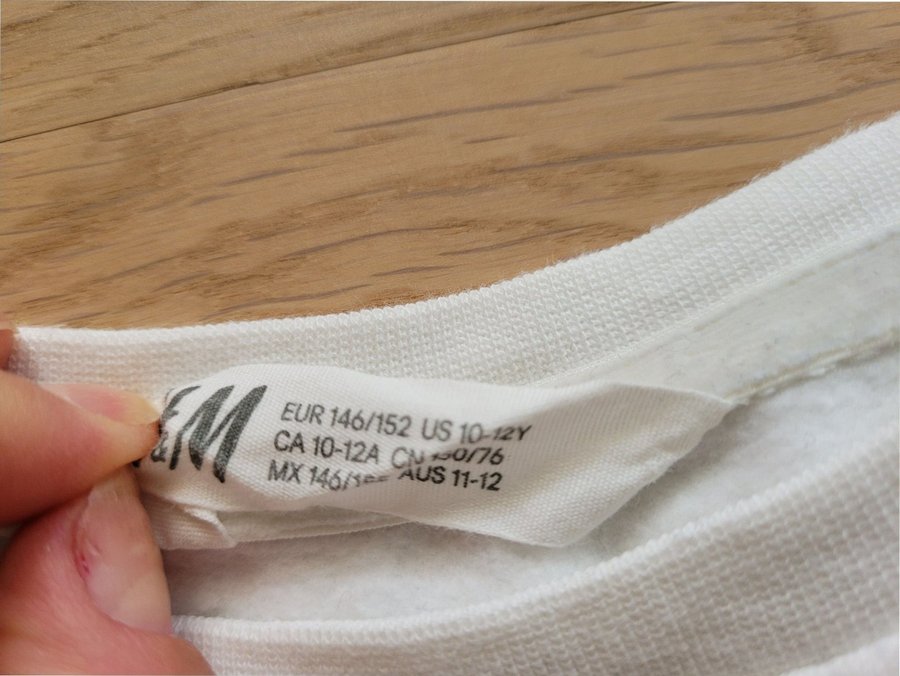 &M
EUR 146/152 US 10-12Y
CA 10-12A CN
MX AUS 11-12